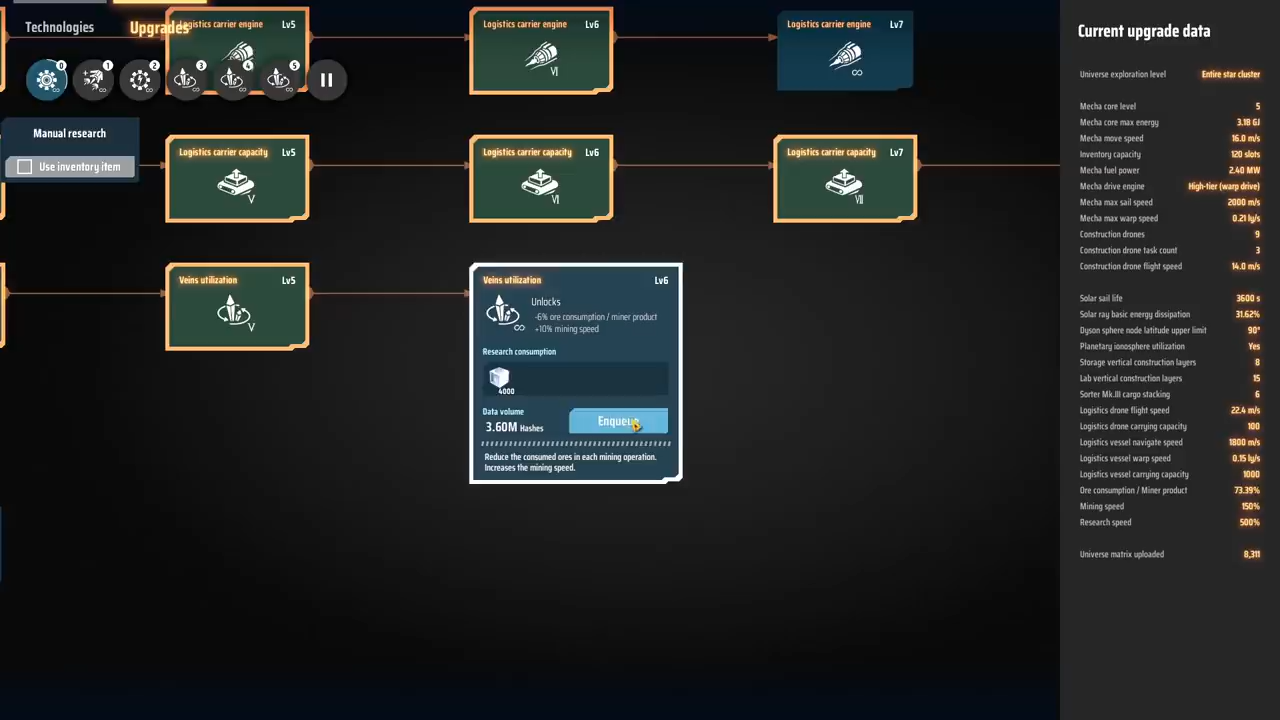 Technologies
Upgrades
0
1
2
3
4
5
Manual research
Use inventory item
Logistics carrier engine Lv5
Logistics carrier engine Lv6
VI
Logistics carrier engine Lv7
∞
Logistics carrier capacity Lv5
V
Logistics carrier capacity Lv6
VI
Logistics carrier capacity Lv7
VII
Veins utilization Lv5
V
Veins utilization Lv6
∞
Unlocks
-6% ore consumption / miner product
+10% mining speed
Research consumption
4000
Data volume
3.60M Hashes
Enqueue
Reduce the consumed ores in each mining operation.
Increases the mining speed.
Current upgrade data
Universe exploration level Entire star cluster
Mecha core level 5
Mecha core max energy 3.18 GJ
Mecha move speed 16.0 m/s
Inventory capacity 120 slots
Mecha fuel power 2.40 MW
Mecha drive engine High-tier (warp drive)
Mecha max sail speed 2000 m/s
Mecha max warp speed 0.21 ly/s
Construction drones 9
Construction drone task count 3
Construction drone flight speed 14.0 m/s
Solar sail life 3600 s
Solar ray basic energy dissipation 31.62%
Dyson sphere node latitude upper limit 90°
Planetary ionosphere utilization Yes
Storage vertical construction layers 8
Lab vertical construction layers 15
Sorter Mk.III cargo stacking 6
Logistics drone flight speed 22.4 m/s
Logistics drone carrying capacity 100
Logistics vessel navigate speed 1800 m/s
Logistics vessel warp speed 0.15 ly/s
Logistics vessel carrying capacity 1000
Ore consumption / Miner product 73.39%
Mining speed 150%
Research speed 500%
Universe matrix uploaded 8,311